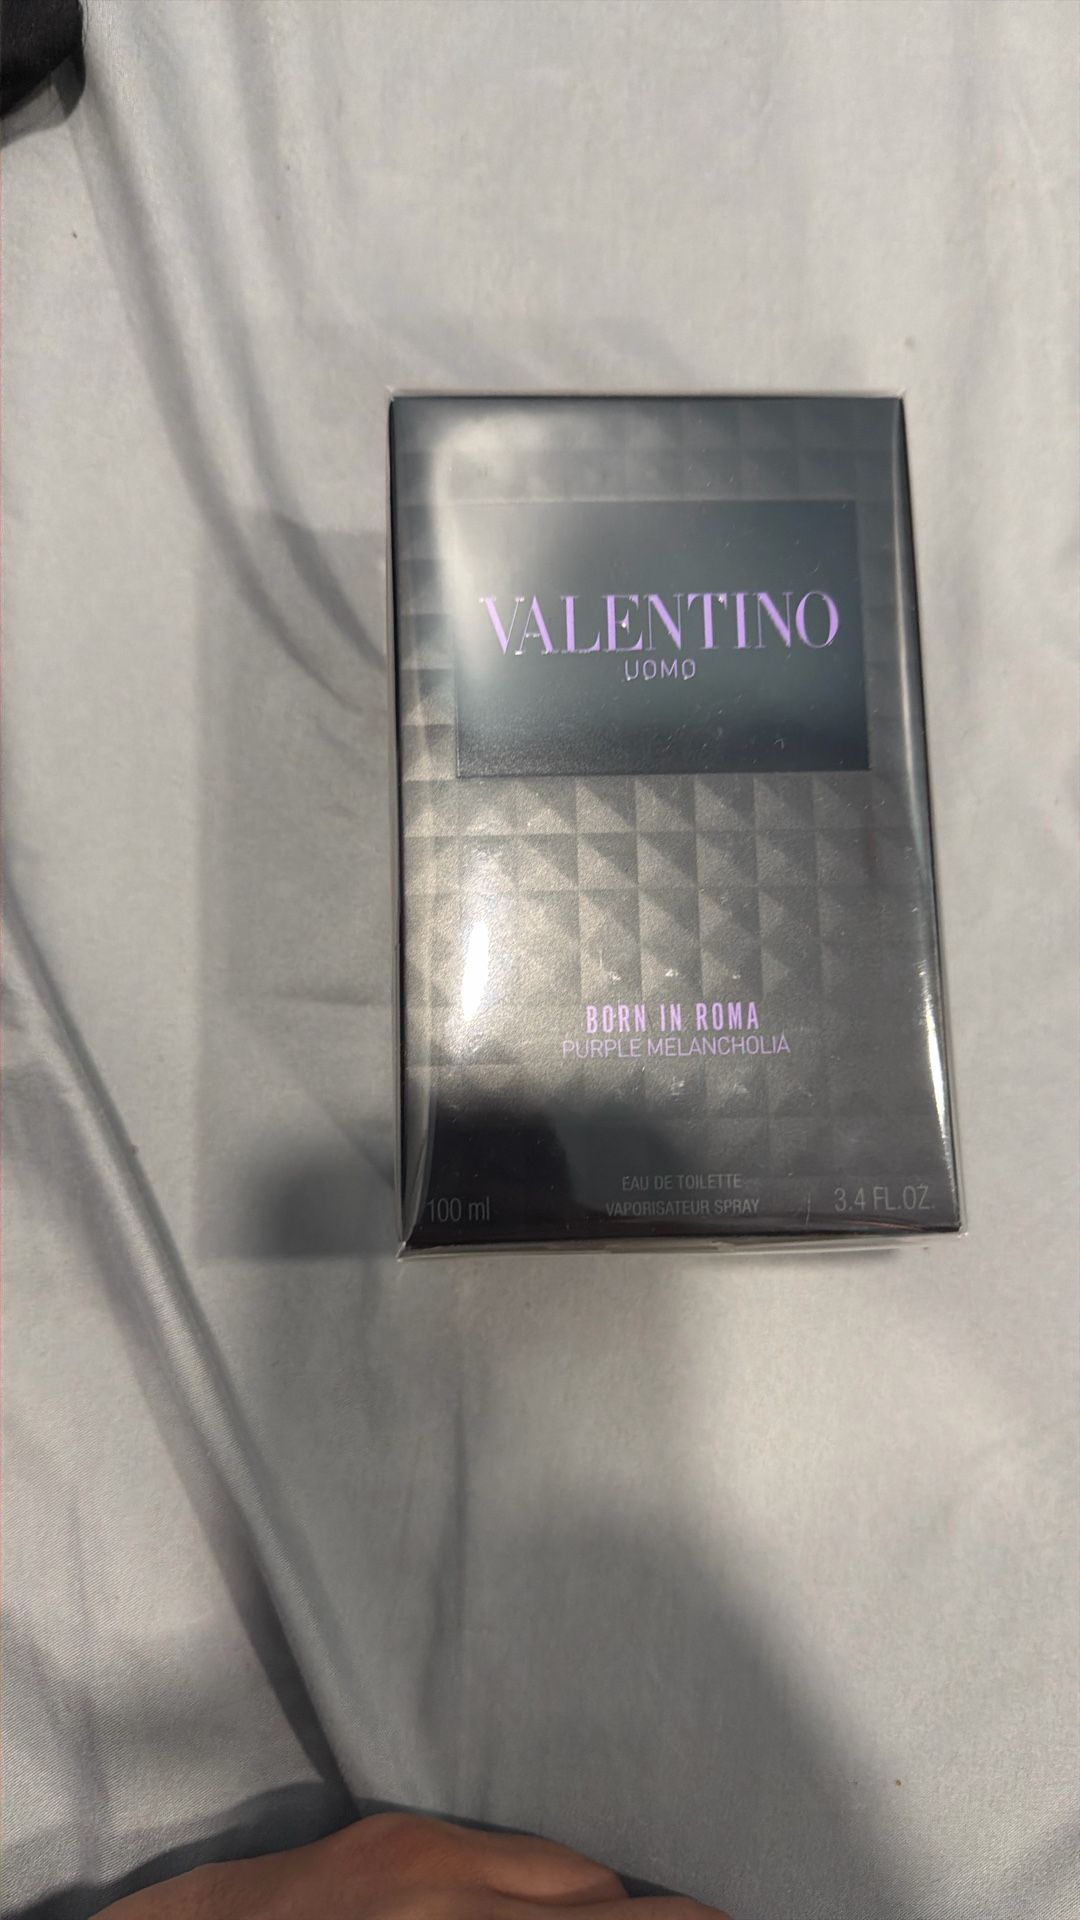 VALENTINO
UOMO
BORN IN ROMA
PURPLE MELANCHOLIA
EAU DE TOILETTE
100 ml VAPORISATEUR SPRAY 3.4 FL.OZ.